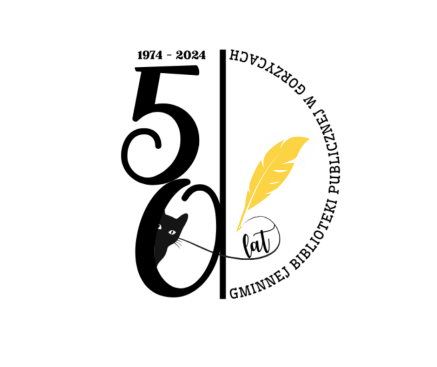 1974 - 2024
50
lat
GMINNEJ BIBLIOTEKI PUBLICZNEJ W GORZYCACH